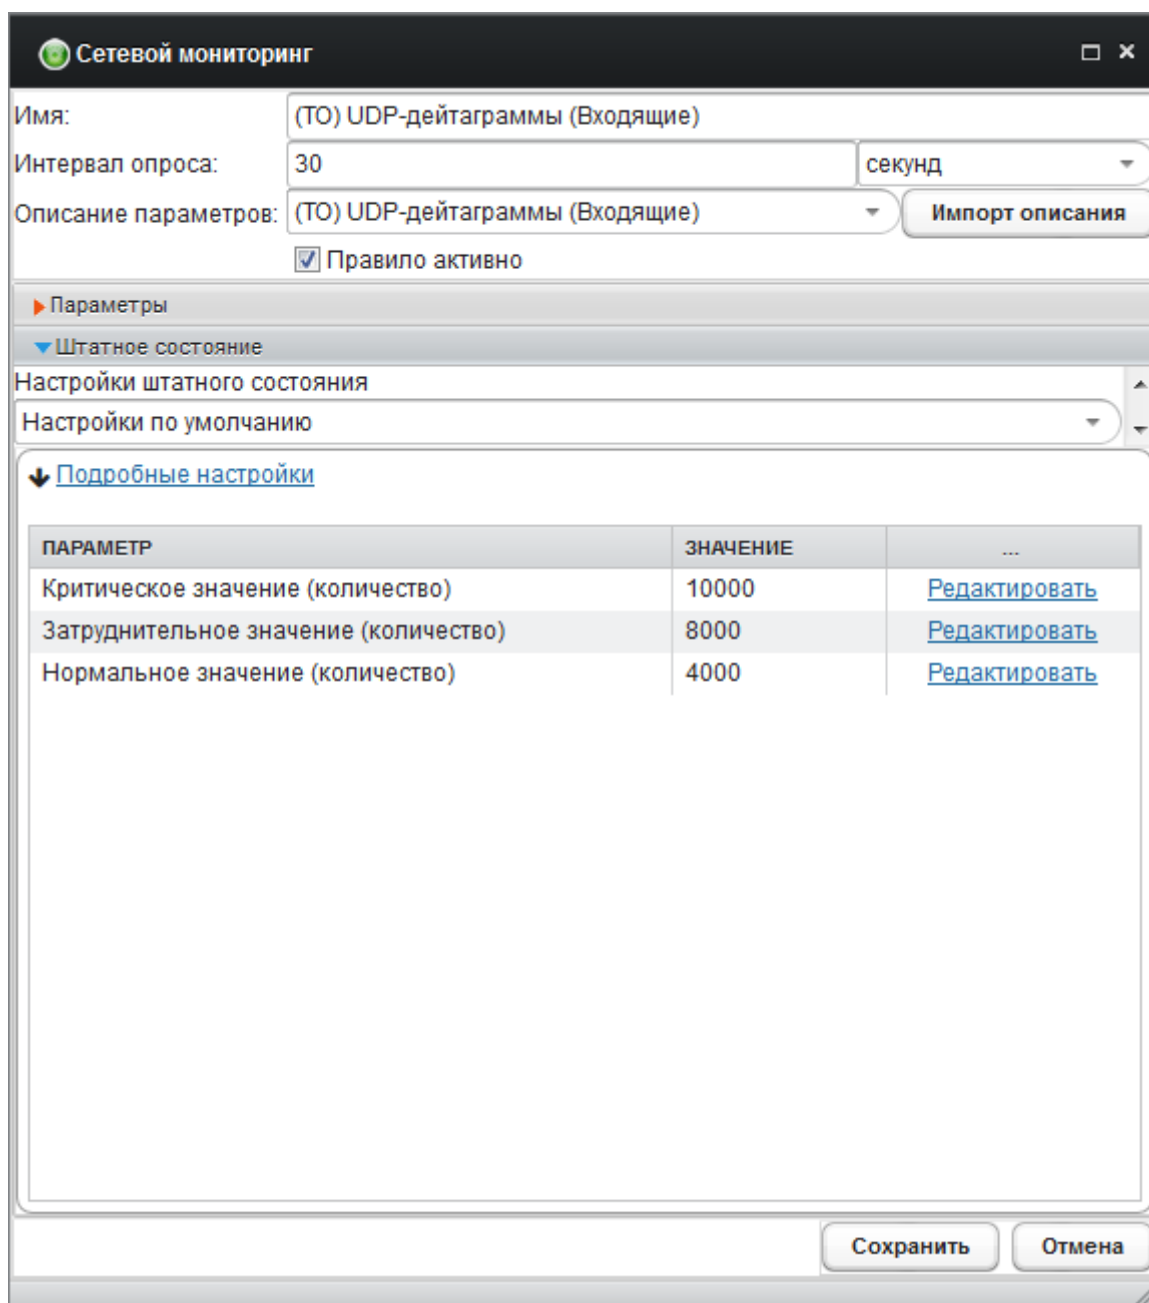 Сетевой мониторинг
Имя: (ТО) UDP-дейтаграммы (Входящие)
Интервал опроса: 30 секунд
Описание параметров: (ТО) UDP-дейтаграммы (Входящие) Импорт описания
Правило активно
Параметры
Штатное состояние
Настройки штатного состояния
Настройки по умолчанию
Подробные настройки
ПАРАМЕТР ЗНАЧЕНИЕ ...
Критическое значение (количество) 10000 Редактировать
Затруднительное значение (количество) 8000 Редактировать
Нормальное значение (количество) 4000 Редактировать
Сохранить Отмена